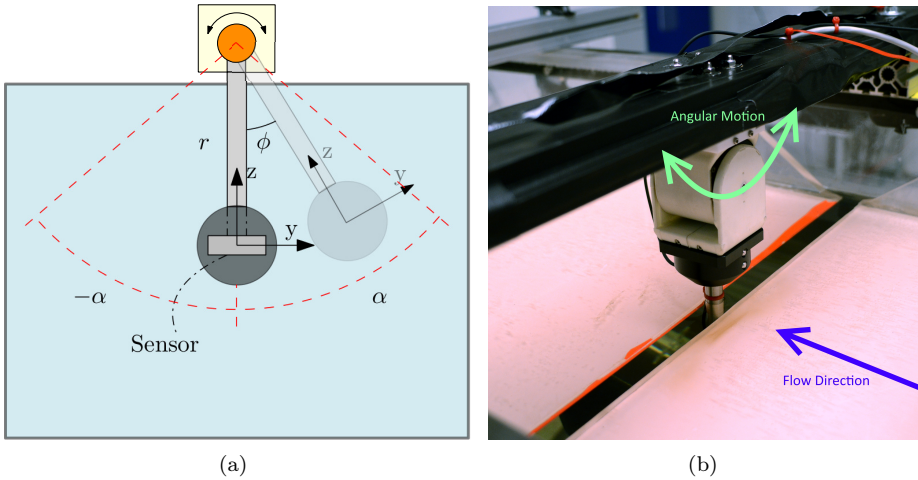 r
ϕ
z
z
y
y
−α
α
Sensor
Angular Motion
Flow Direction
(a)
(b)